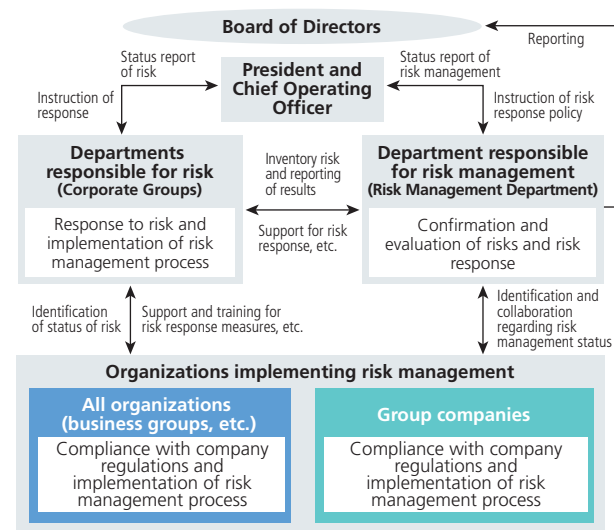 Board of Directors
Reporting
Status report
of risk
President and
Chief Operating
Officer
Status report of
risk management
Instruction of
response
Instruction of risk
response policy
Departments
responsible for risk
(Corporate Groups)
Response to risk and
implementation of risk
management process
Inventory risk
and reporting
of results
Support for risk
response, etc.
Department responsible
for risk management
(Risk Management Department)
Confirmation and
evaluation of risks and risk
response
Identification
of status of risk
Support and training for
risk response measures, etc.
Identification and
collaboration
regarding risk
management status
Organizations implementing risk management
All organizations
(business groups, etc.)
Compliance with company
regulations and
implementation of risk
management process
Group companies
Compliance with company
regulations and
implementation of risk
management process